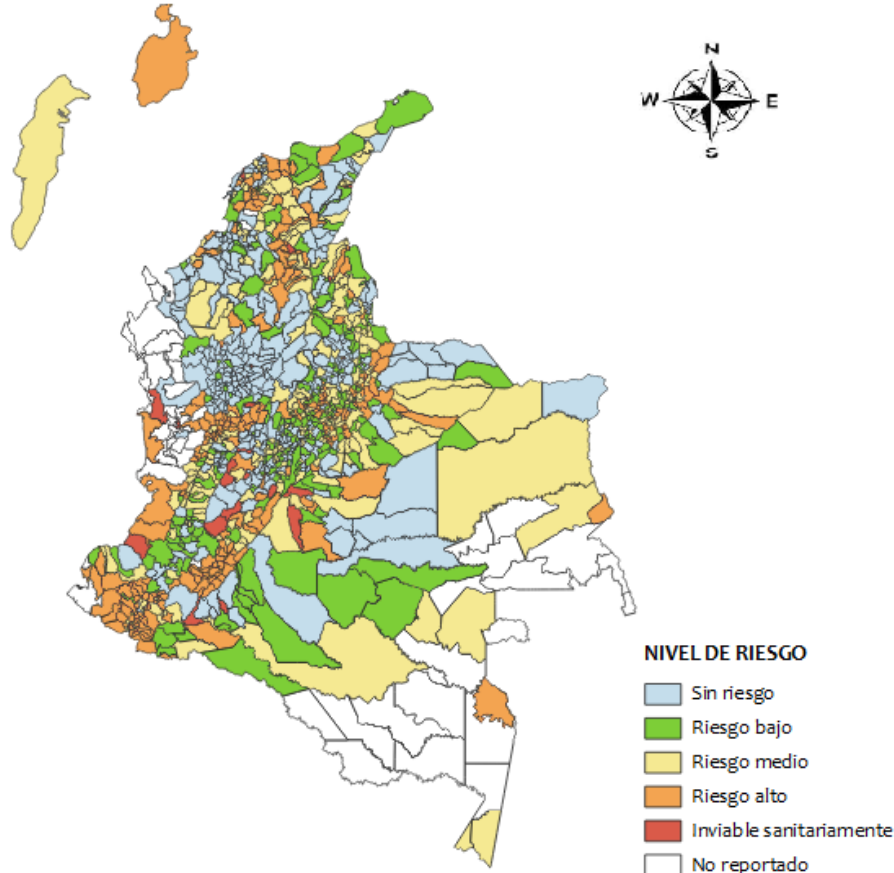 N
W E
S
NIVEL DE RIESGO
Sin riesgo
Riesgo bajo
Riesgo medio
Riesgo alto
Inviable sanitariamente
No reportado